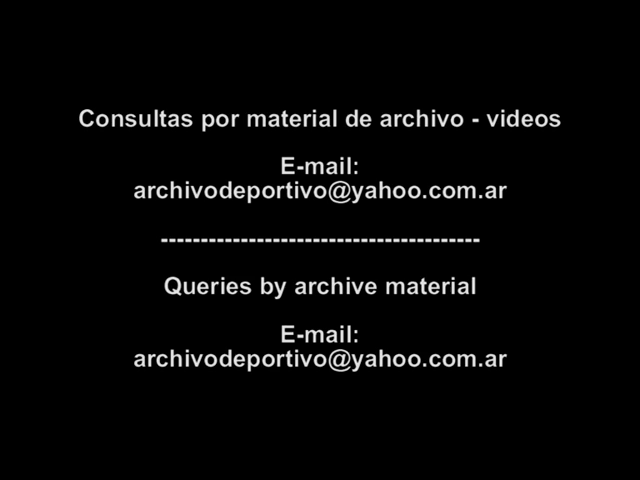 Consultas por material de archivo - videos
E-mail:
archivodeportivo@yahoo.com.ar
----------------------------------------
Queries by archive material
E-mail:
archivodeportivo@yahoo.com.ar